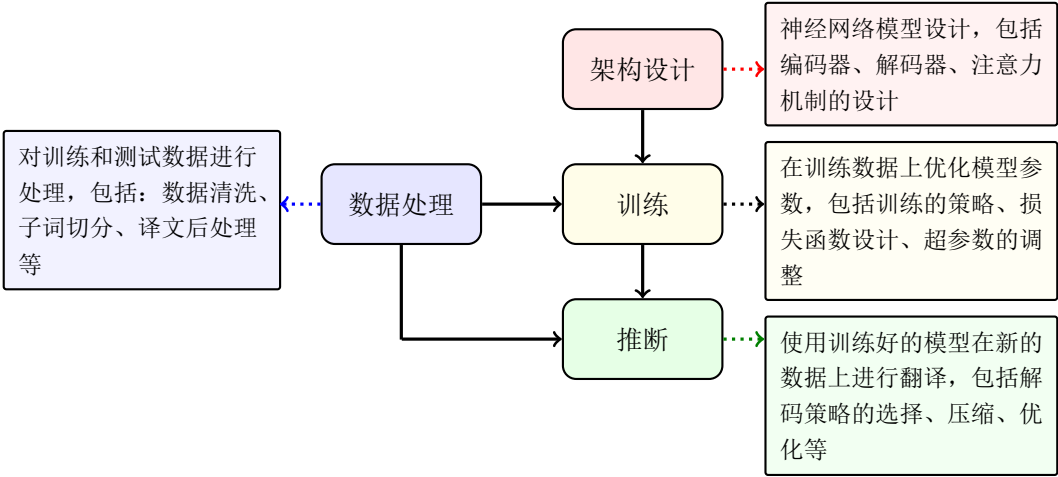 神经网络模型设计，包括
编码器、解码器、注意力
机制的设计
架构设计
对训练和测试数据进行
处理，包括：数据清洗、
子词切分、译文后处理
等
数据处理
训练
在训练数据上优化模型参
数，包括训练的策略、损
失函数设计、超参数的调
整
推断
使用训练好的模型在新的
数据上进行翻译，包括解
码策略的选择、压缩、优
化等